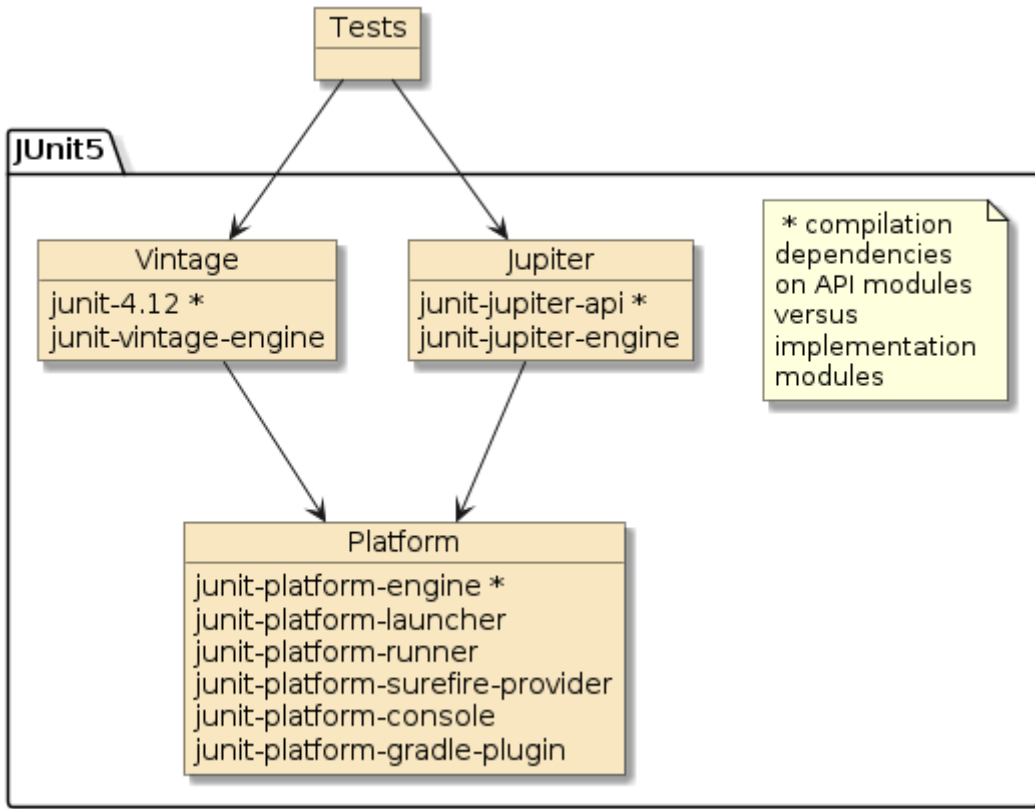 Tests
JUnit5
Vintage
junit-4.12 *
junit-vintage-engine
Jupiter
junit-jupiter-api *
junit-jupiter-engine
* compilation
dependencies
on API modules
versus
implementation
modules
Platform
junit-platform-engine *
junit-platform-launcher
junit-platform-runner
junit-platform-surefire-provider
junit-platform-console
junit-platform-gradle-plugin